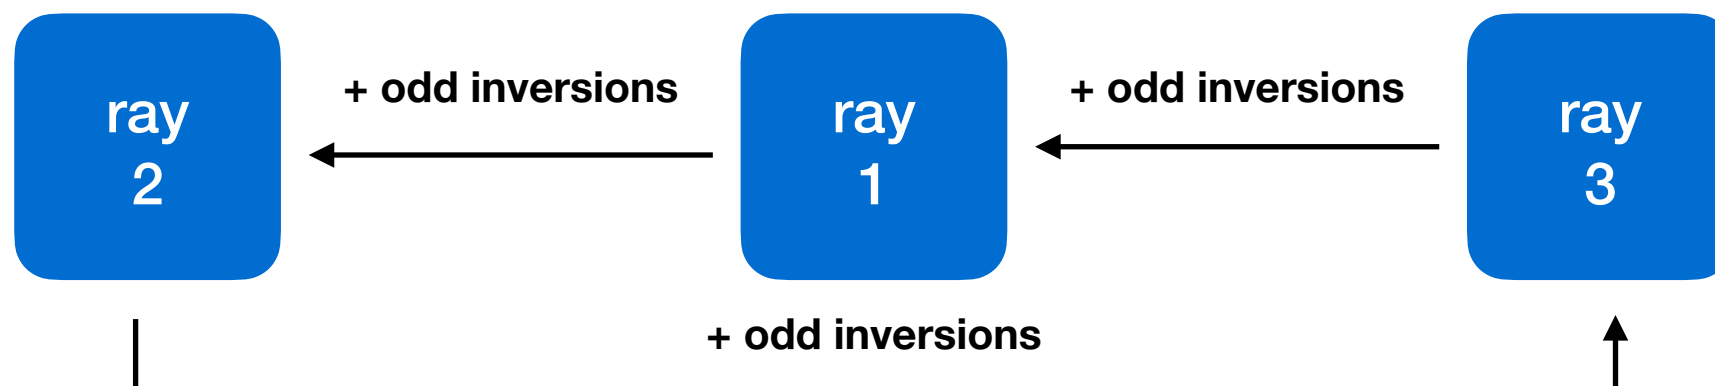 ray
2
+ odd inversions
ray
1
+ odd inversions
ray
3
+ odd inversions